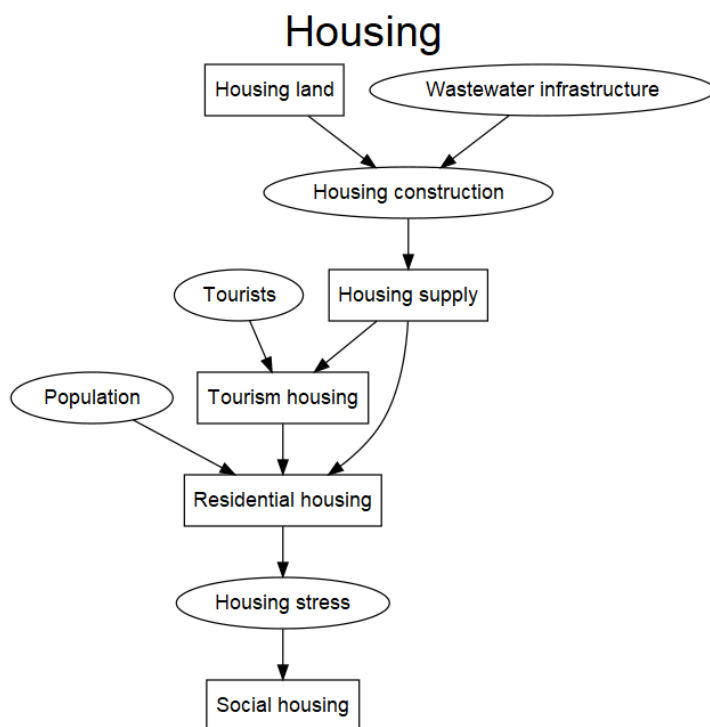 Housing
Housing land
Wastewater infrastructure
Housing construction
Tourists
Housing supply
Population
Tourism housing
Residential housing
Housing stress
Social housing